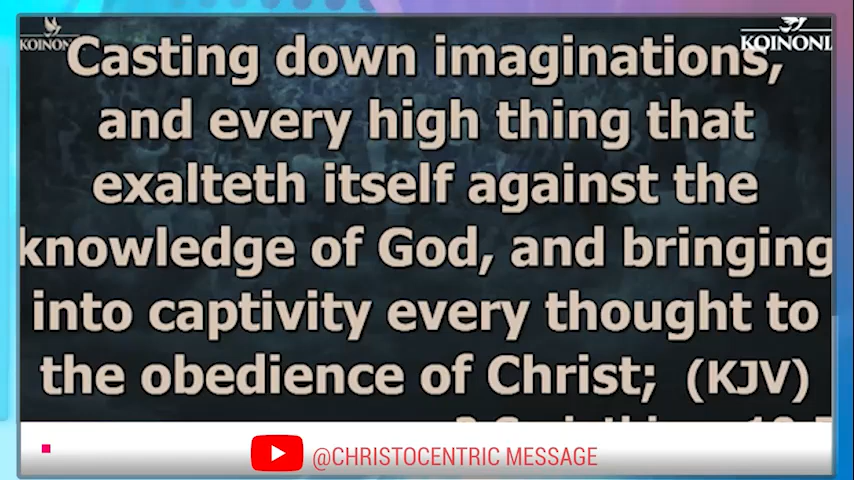 KOINONI
KOINONI
Casting down imaginations,
and every high thing that
exalteth itself against the
knowledge of God, and bringing
into captivity every thought to
the obedience of Christ; (KJV)
@CHRISTOCENTRIC MESSAGE